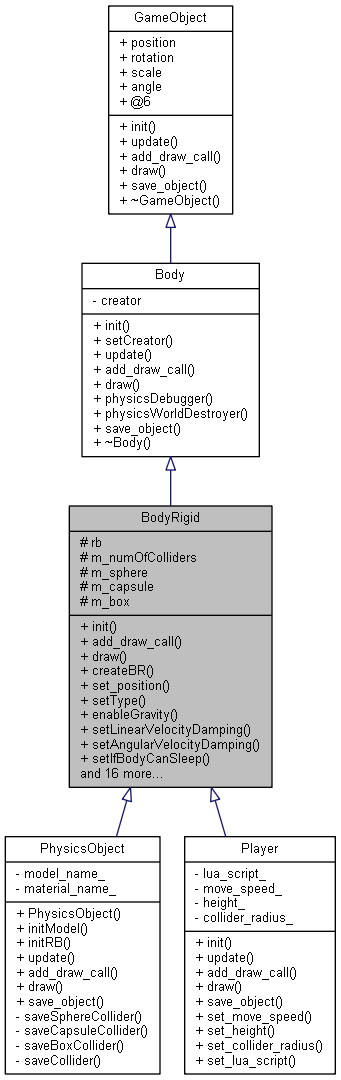 GameObject
+ position
+ rotation
+ scale
+ angle
+ @6
+ init()
+ update()
+ add_draw_call()
+ draw()
+ save_object()
+ ~GameObject()
Body
- creator
+ init()
+ setCreator()
+ update()
+ add_draw_call()
+ draw()
+ physicsDebugger()
+ physicsWorldDestroyer()
+ save_object()
+ ~Body()
BodyRigid
# rb
# m_numOfColliders
# m_sphere
# m_capsule
# m_box
+ init()
+ add_draw_call()
+ draw()
+ createBR()
+ set_position()
+ setType()
+ enableGravity()
+ setLinearVelocityDamping()
+ setAngularVelocityDamping()
+ setIfBodyCanSleep()
and 16 more...
PhysicsObject
- model_name_
- material_name_
+ PhysicsObject()
+ initModel()
+ initRB()
+ update()
+ add_draw_call()
+ draw()
+ save_object()
- saveSphereCollider()
- saveCapsuleCollider()
- saveBoxCollider()
- saveCollider()
Player
- lua_script_
- move_speed_
- height_
- collider_radius_
+ init()
+ update()
+ add_draw_call()
+ draw()
+ save_object()
+ set_move_speed()
+ set_height()
+ set_collider_radius()
+ set_lua_script()